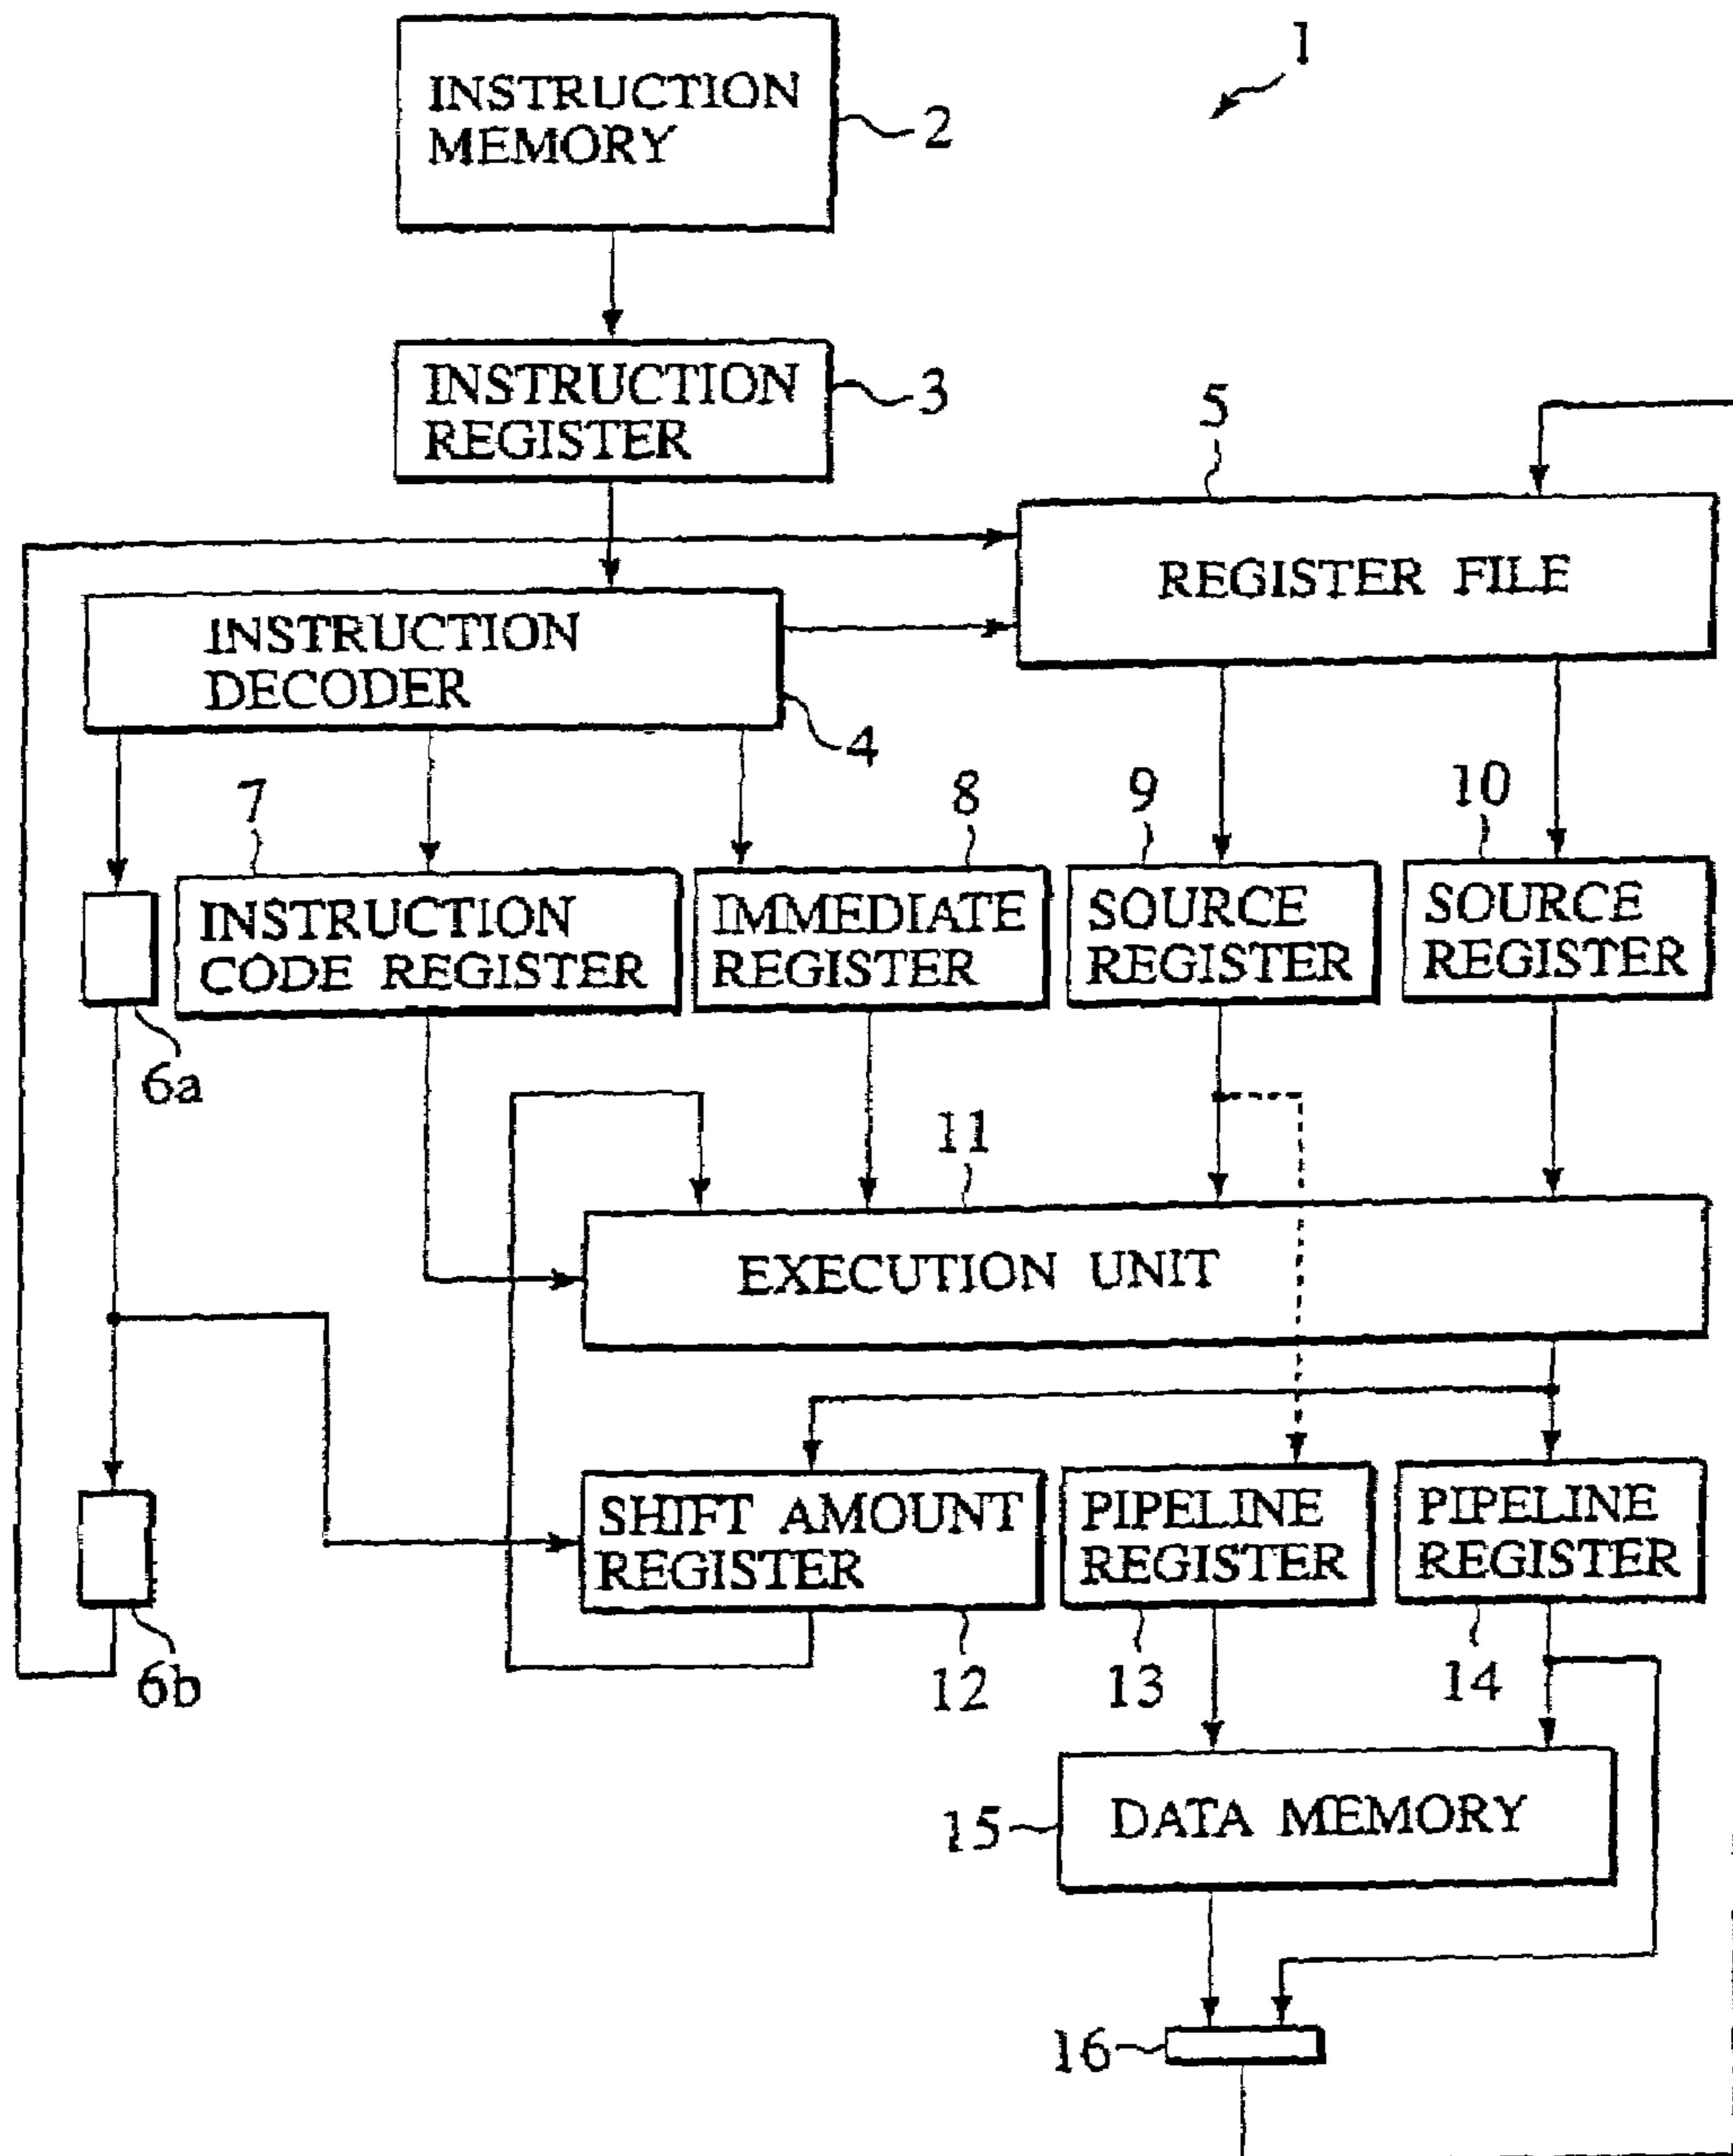 1
INSTRUCTION
MEMORY
2
INSTRUCTION
REGISTER
3
5
REGISTER FILE
INSTRUCTION
DECODER
4
7
8
9
10
INSTRUCTION
CODE REGISTER
IMMEDIATE
REGISTER
SOURCE
REGISTER
SOURCE
REGISTER
6a
11
EXECUTION UNIT
SHIFT AMOUNT
REGISTER
PIPELINE
REGISTER
PIPELINE
REGISTER
6b
12
13
14
15
DATA MEMORY
16